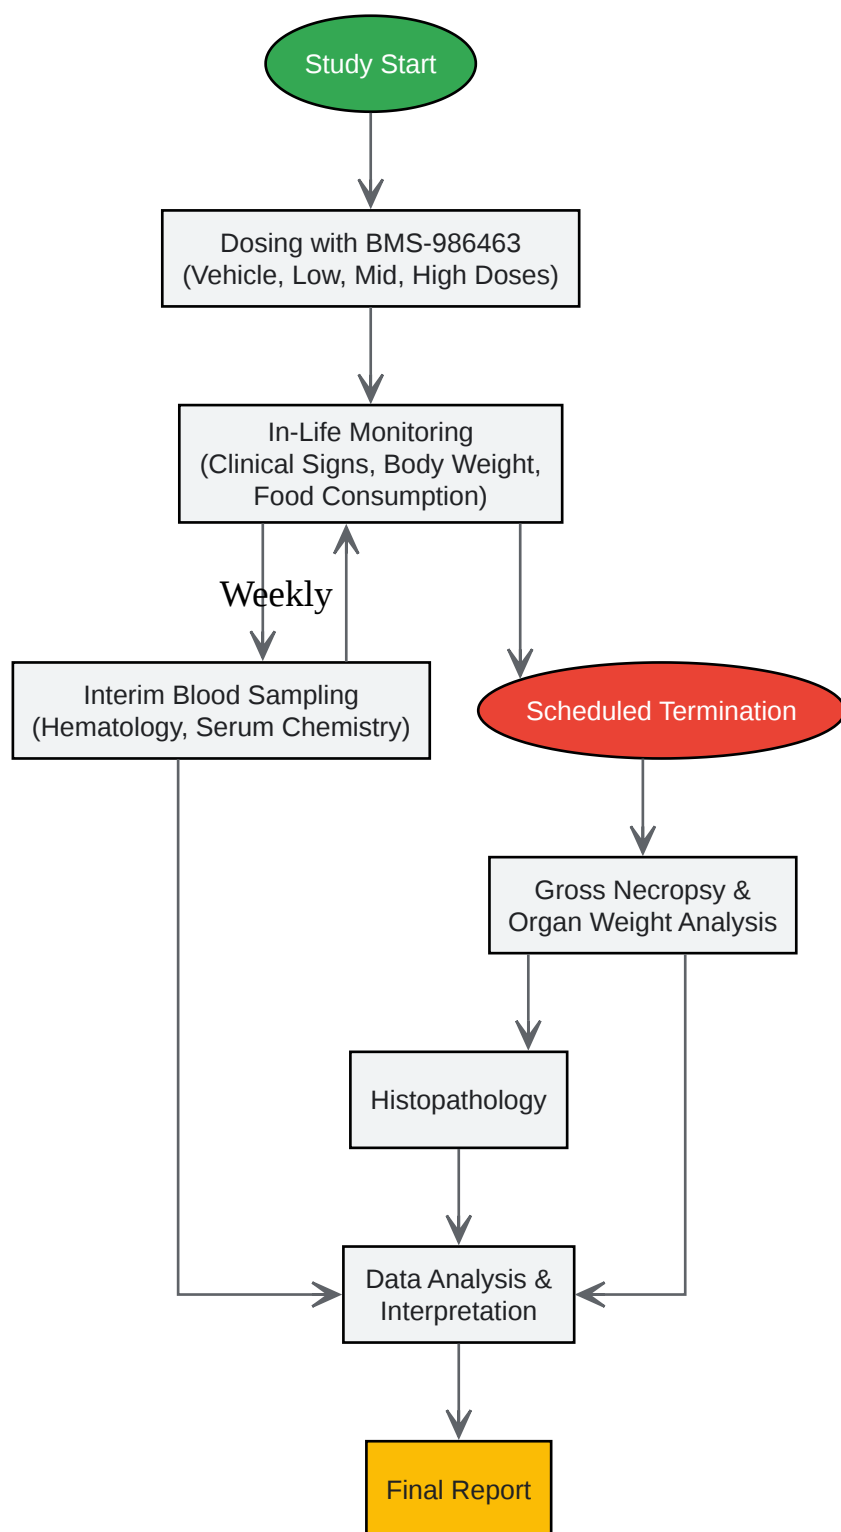 Study Start
Dosing with BMS-986463
(Vehicle, Low, Mid, High Doses)
In-Life Monitoring
(Clinical Signs, Body Weight,
Food Consumption)
Weekly
Interim Blood Sampling
(Hematology, Serum Chemistry)
Scheduled Termination
Gross Necropsy &
Organ Weight Analysis
Histopathology
Data Analysis &
Interpretation
Final Report